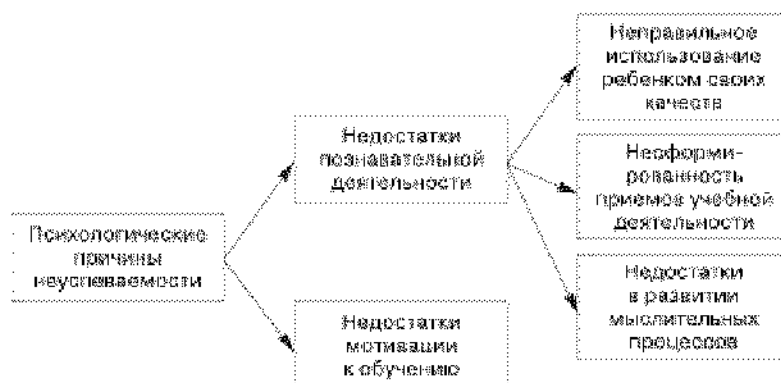 Психологические
причины
неуспеваемости
Недостатки
познавательной
деятельности
Недостатки
мотивации
к обучению
Неправильное
использование
ребенком своих
качеств
Несформи-
рованность
приемов учебной
деятельности
Недостатки
в развитии
мыслительных
процессов